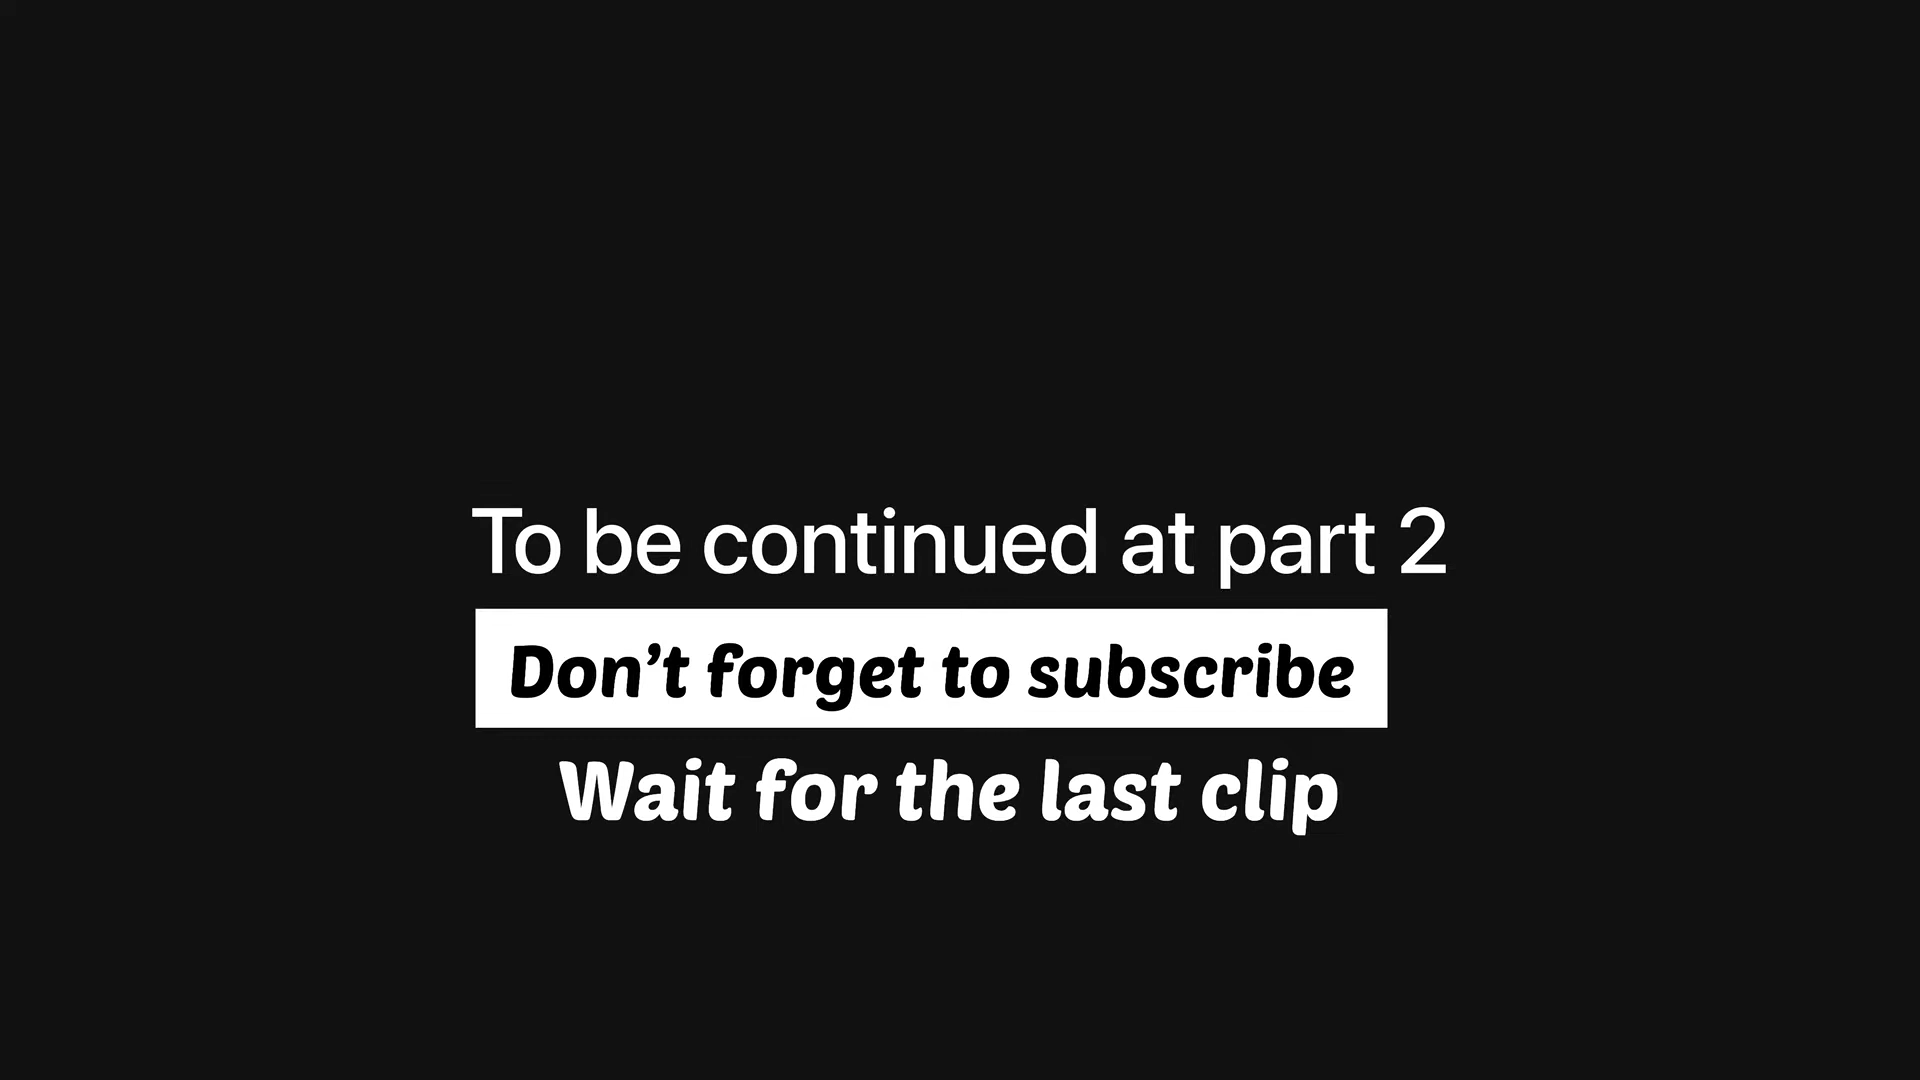 To be continued at part 2
Don’t forget to subscribe
Wait for the last clip